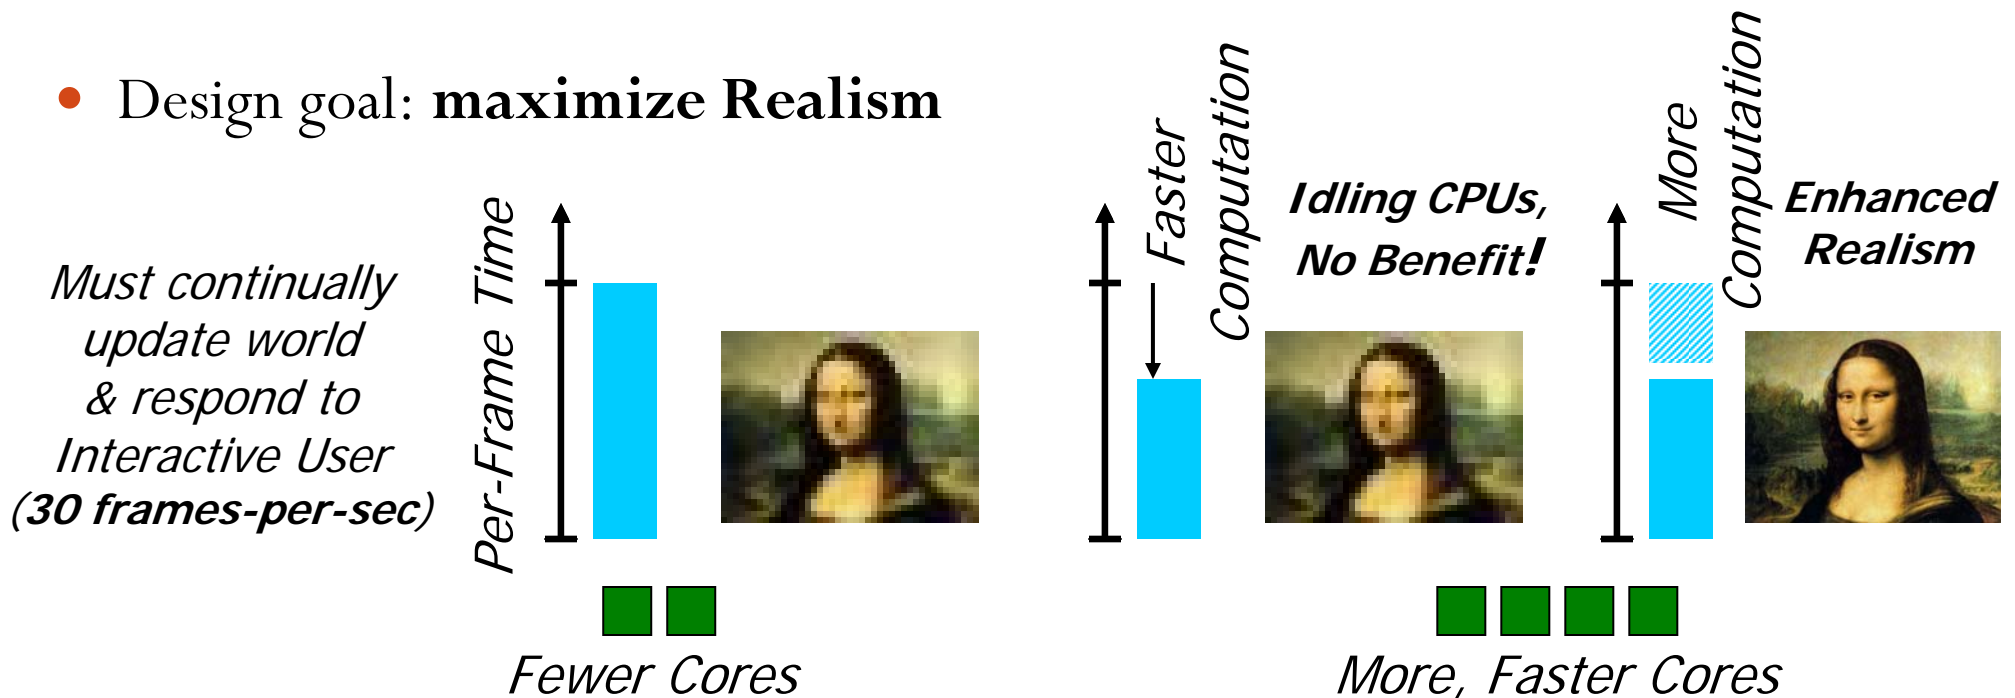 • Design goal: maximize Realism
Must continually
update world
& respond to
Interactive User
(30 frames-per-sec)
Per-Frame Time
Fewer Cores
Faster
Computation
Idling CPUs,
No Benefit!
More
Computation
Enhanced
Realism
More, Faster Cores